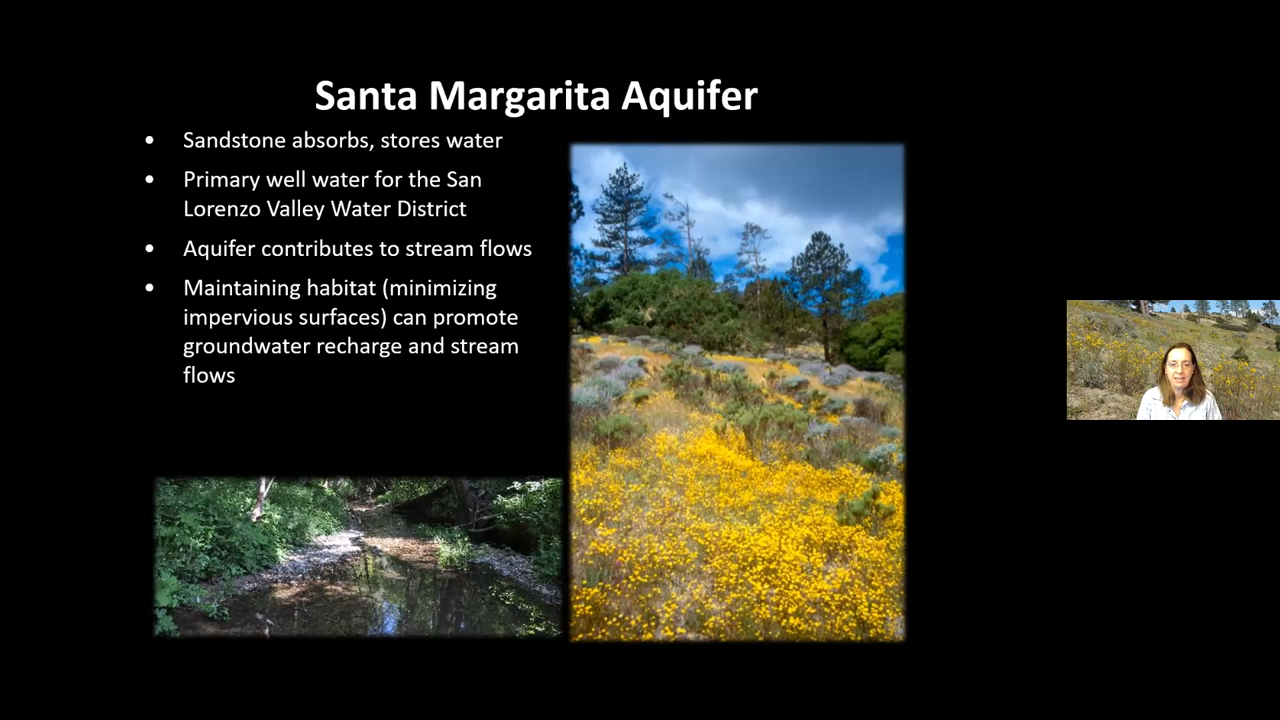 Santa Margarita Aquifer
• Sandstone absorbs, stores water
• Primary well water for the San
Lorenzo Valley Water District
• Aquifer contributes to stream flows
• Maintaining habitat (minimizing
impervious surfaces) can promote
groundwater recharge and stream
flows